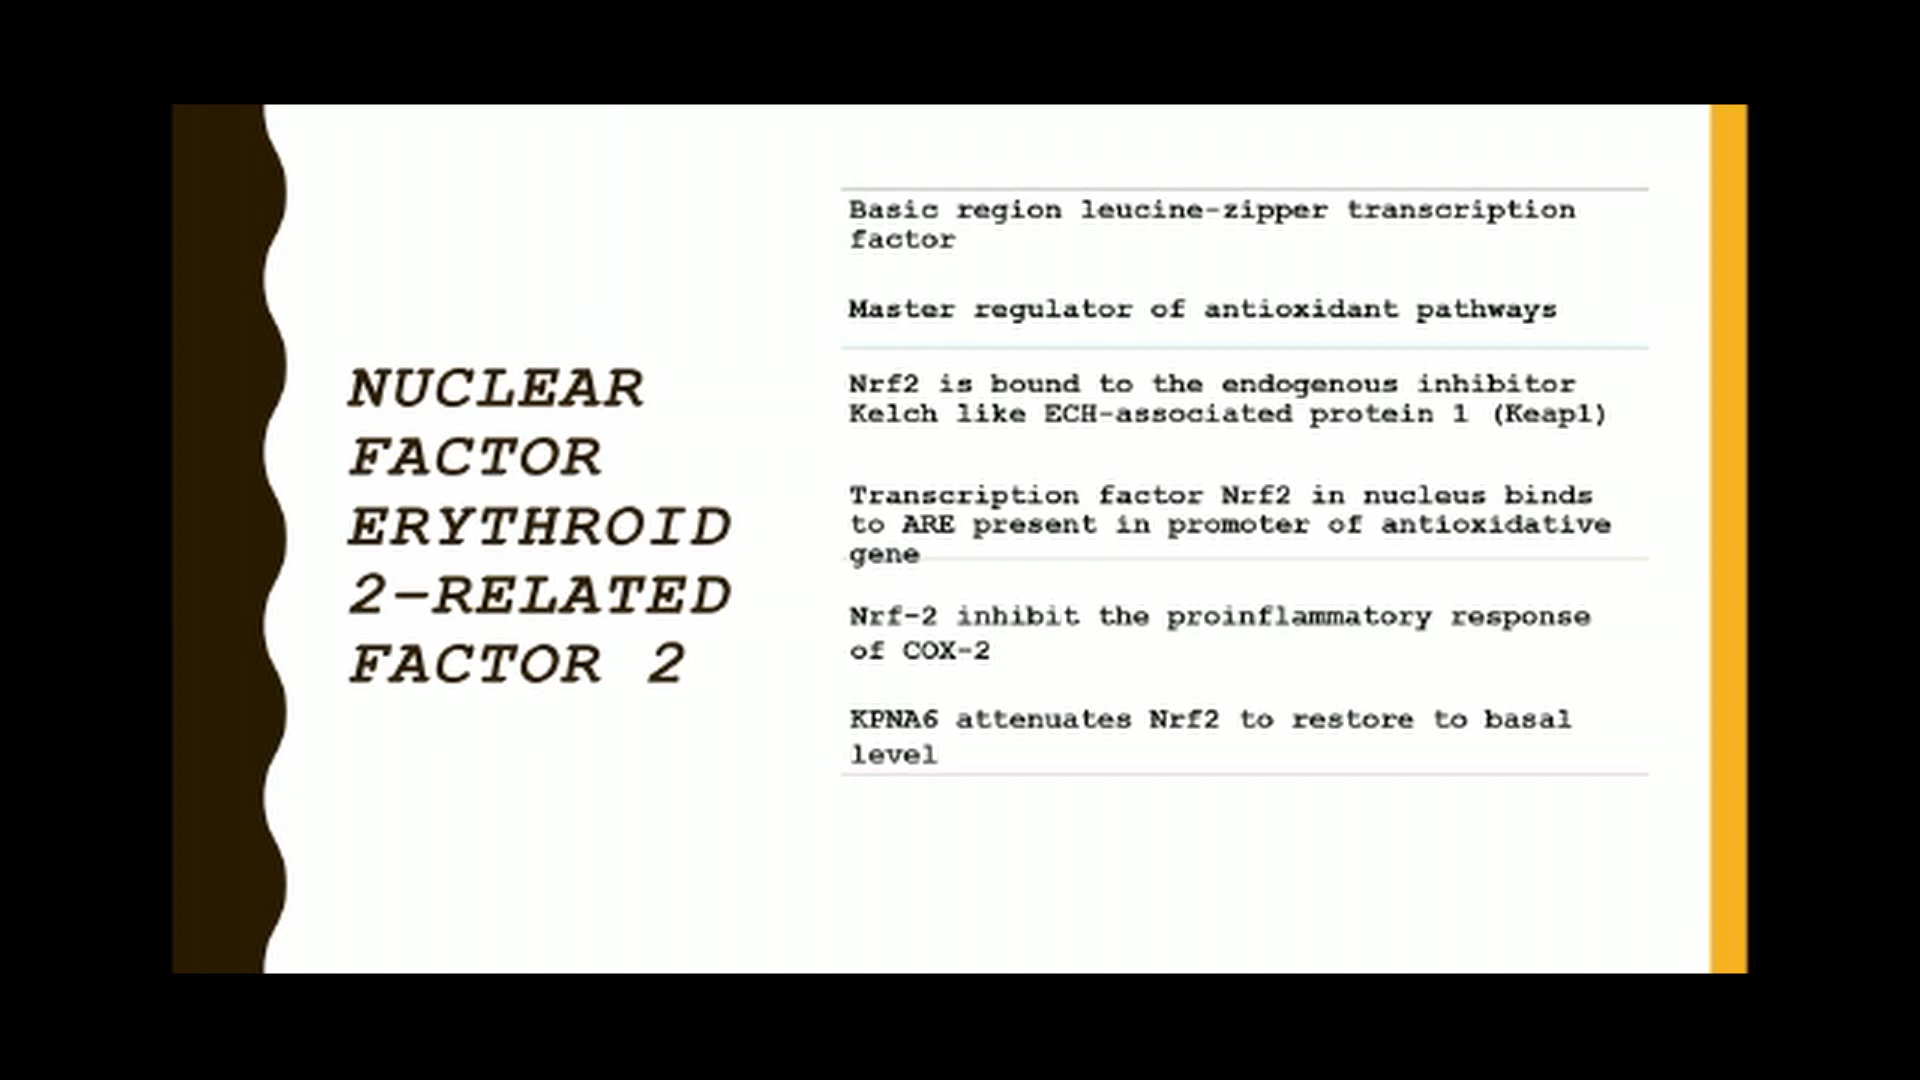 NUCLEAR
FACTOR
ERYTHROID
2-RELATED
FACTOR 2
Basic region leucine-zipper transcription
factor
Master regulator of antioxidant pathways
Nrf2 is bound to the endogenous inhibitor
Kelch like ECH-associated protein 1 (Keap1)
Transcription factor Nrf2 in nucleus binds
to ARE present in promoter of antioxidative
gene
Nrf-2 inhibit the proinflammatory response
of COX-2
KPNA6 attenuates Nrf2 to restore to basal
level